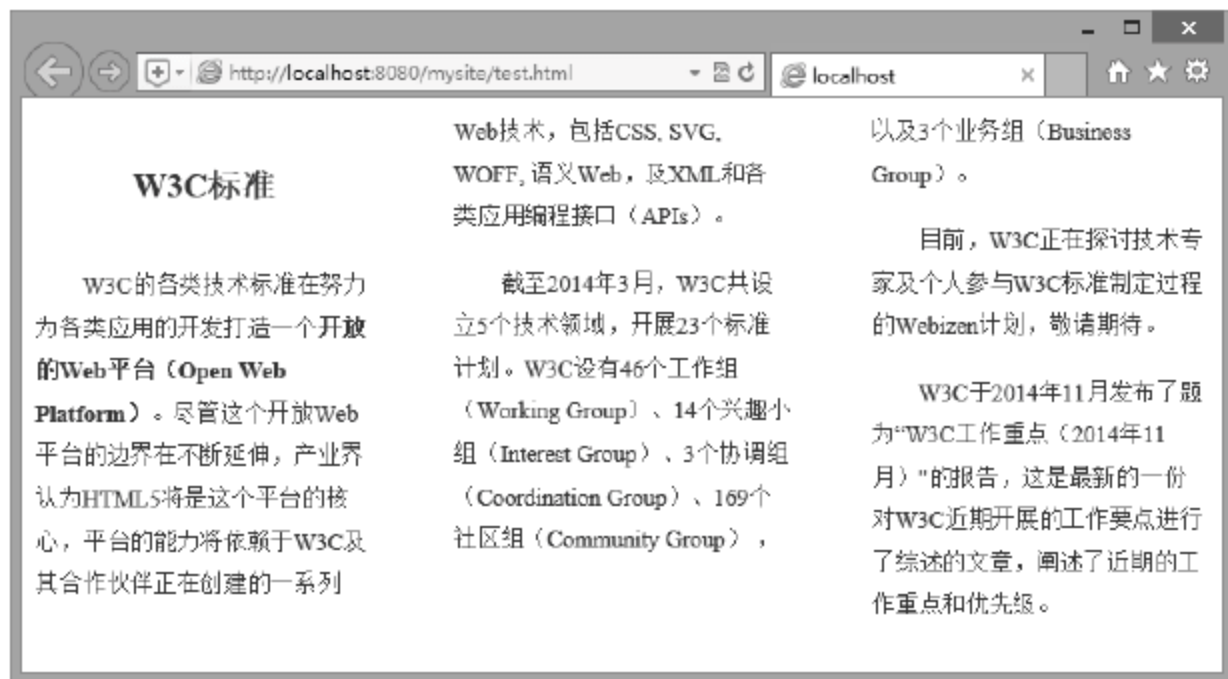 http://localhost:8080/mysite/test.html
localhost
W3C标准
W3C的各类技术标准在努力
为各类应用的开发打造一个开放
的Web平台（Open Web
Platform）。尽管这个开放Web
平台的边界在不断延伸，产业界
认为HTML5将是这个平台的核
心，平台的能力将依赖于W3C及
其合作伙伴正在创建的一系列
Web技术，包括CSS, SVG,
WOFF, 语义Web，及XML和各
类应用编程接口（APIs）。
截至2014年3月，W3C共设
立5个技术领域，开展23个标准
计划。W3C设有46个工作组
（Working Group）、14个兴趣小
组（Interest Group）、3个协调组
（Coordination Group）、169个
社区组（Community Group），
以及3个业务组（Business
Group）。
目前，W3C正在探讨技术专
家及个人参与W3C标准制定过程
的Webizen计划，敬请期待。
W3C于2014年11月发布了题
为“W3C工作重点（2014年11
月）"的报告，这是最新的一份
对W3C近期开展的工作要点进行
了综述的文章，阐述了近期的工
作重点和优先级。